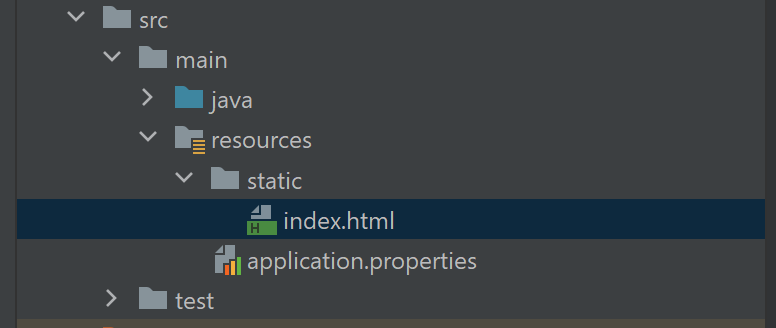 src
main
java
resources
static
index.html
application.properties
test